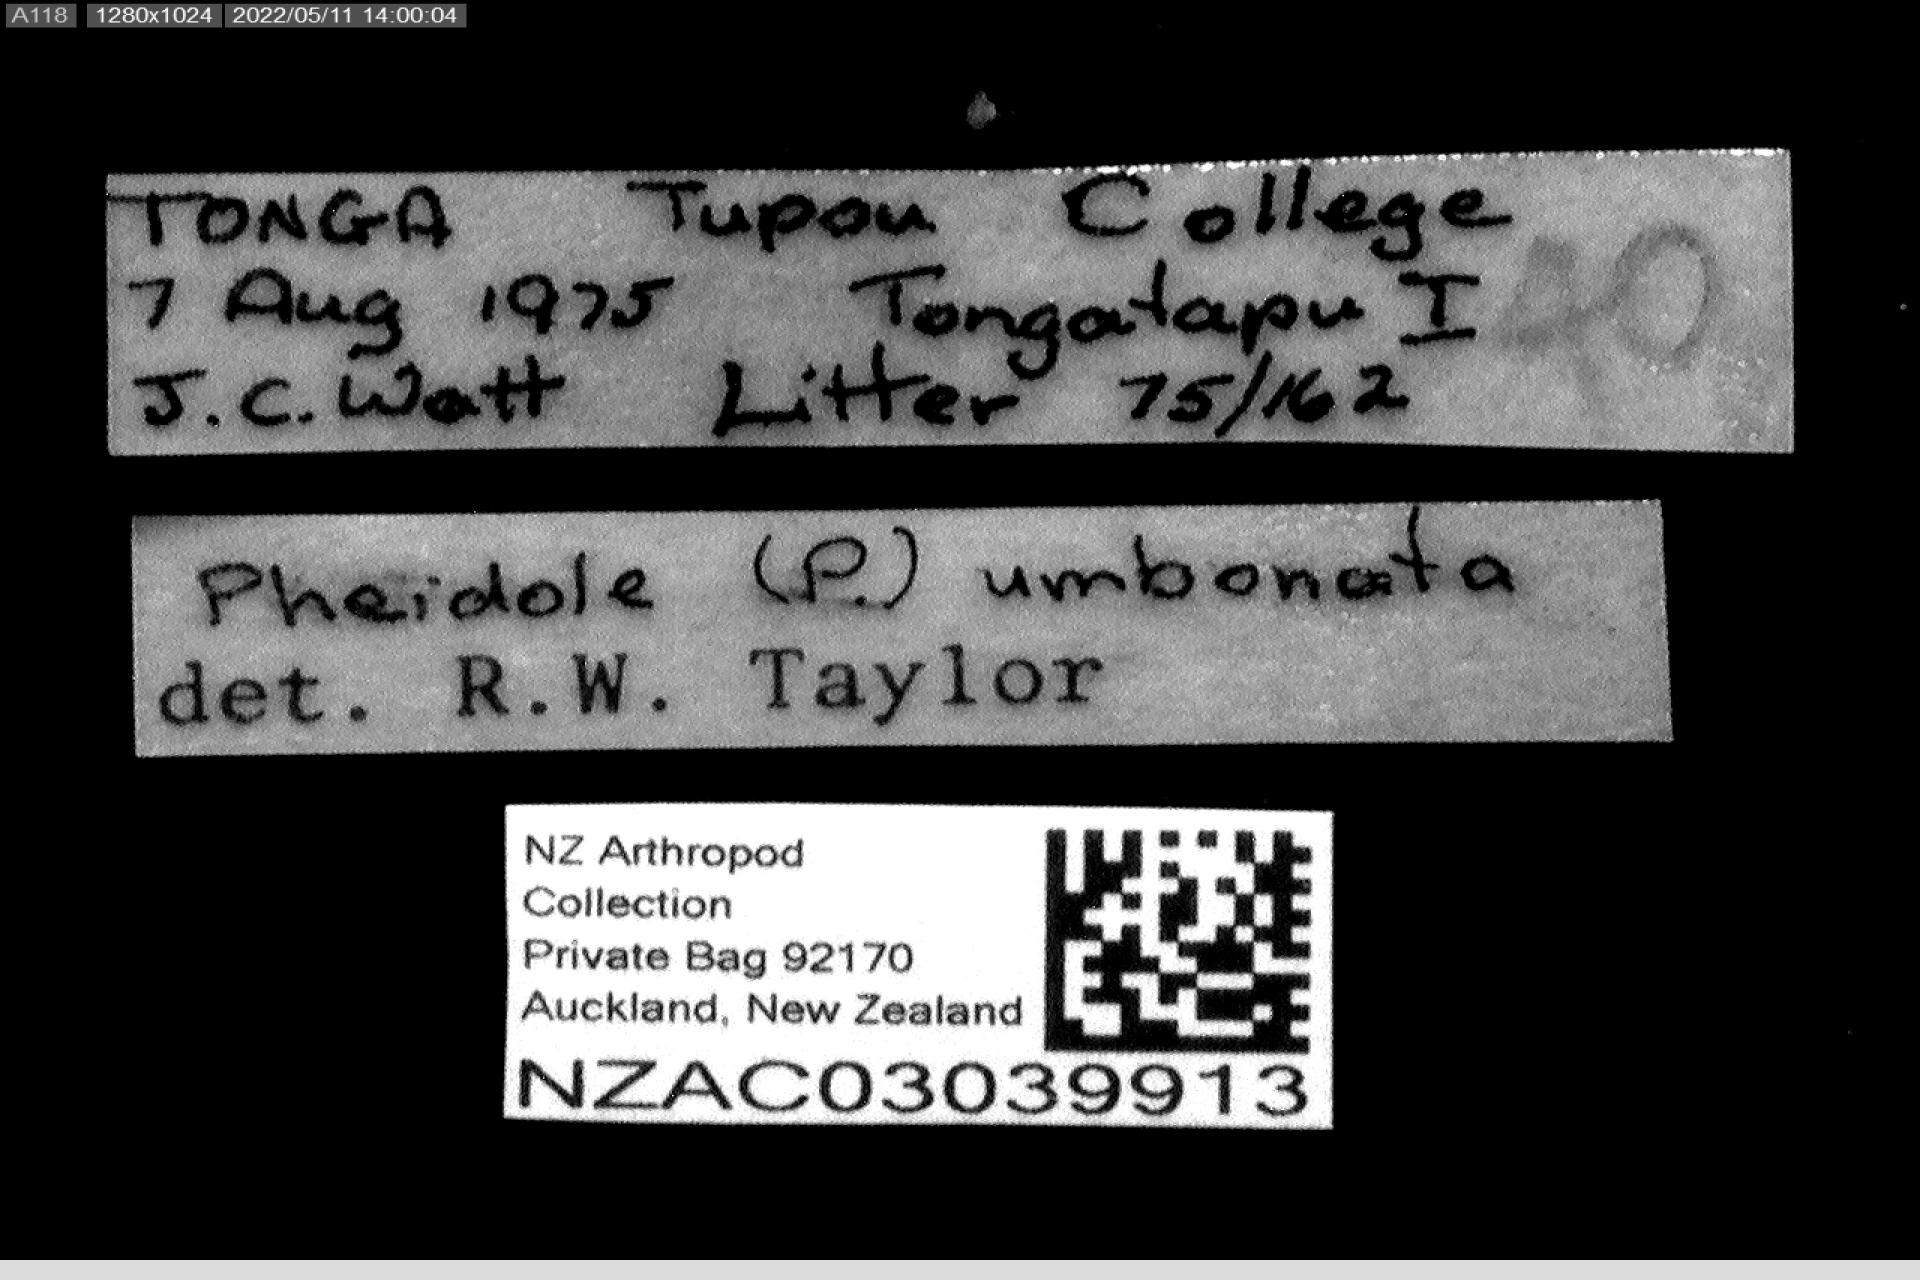 A118 1280x1024 2022/05/11 14:00:04
TONGA Tupou College
7 Aug 1975 Tongatapu I
J.C. Watt Litter 75/162
Pheidole (P.) umbonata
det. R.W. Taylor
NZ Arthropod
Collection
Private Bag 92170
Auckland, New Zealand
NZAC03039913